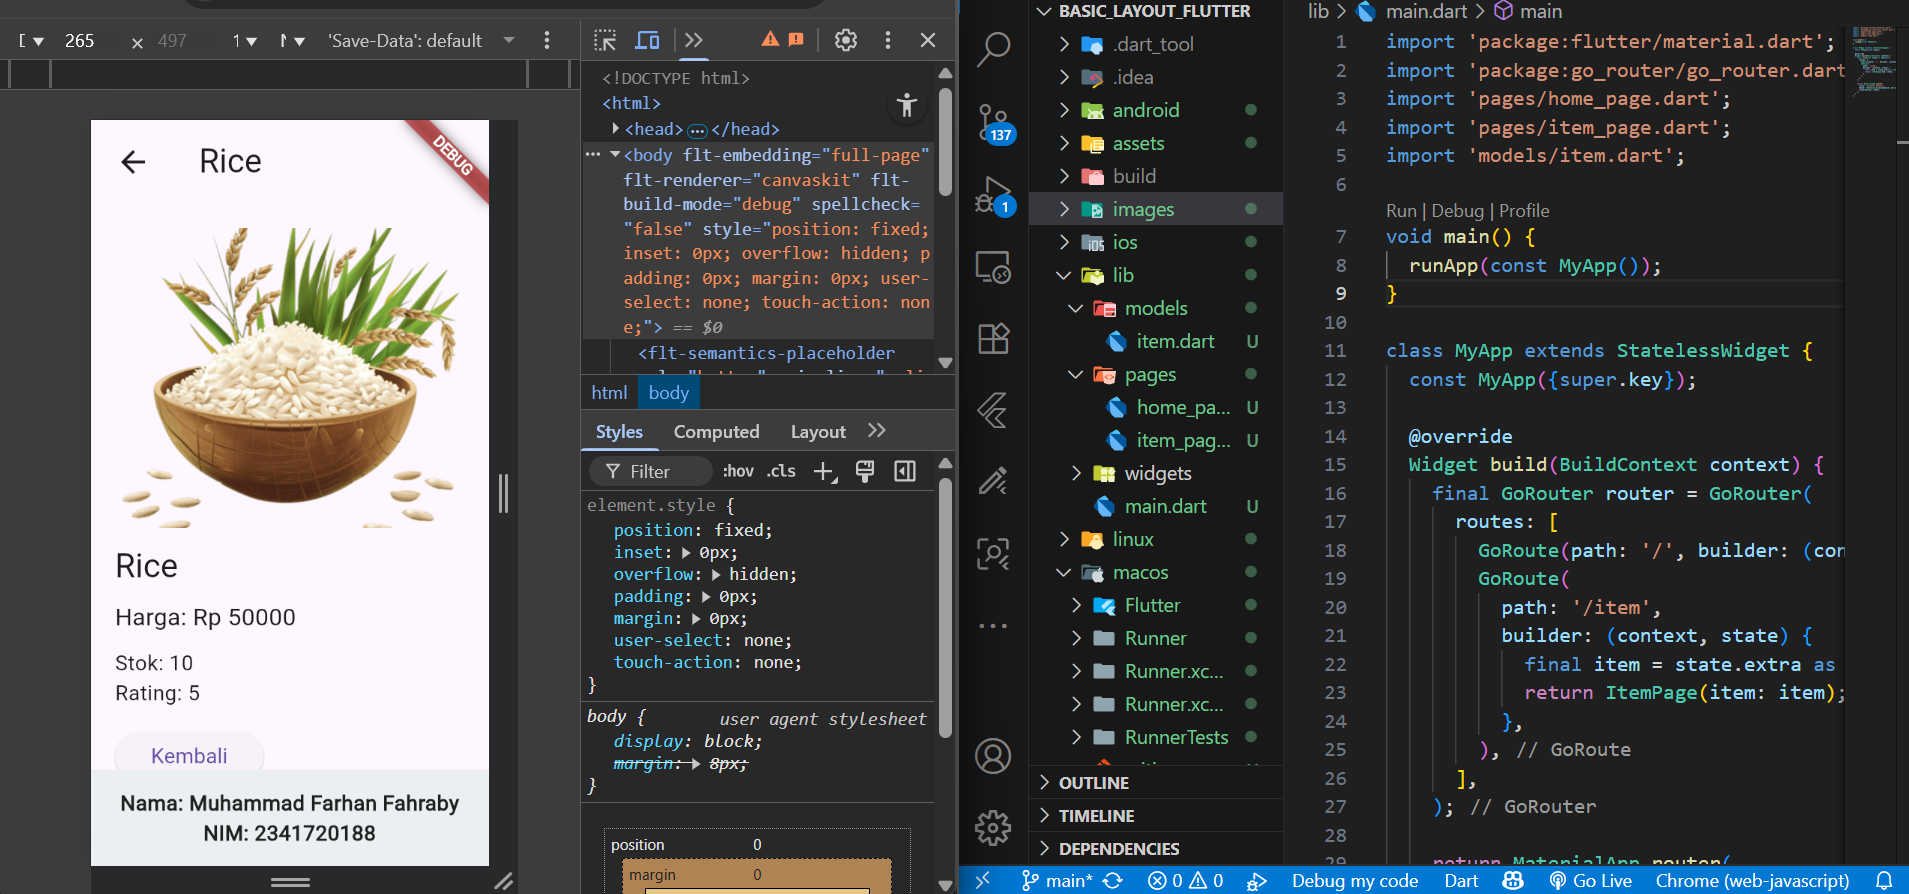 265 × 497 1 'Save-Data': default
Rice
DEBUG
Rice
Harga: Rp 50000
Stok: 10
Rating: 5
Kembali
Nama: Muhammad Farhan Fahraby
NIM: 2341720188
<!DOCTYPE html>
<html>
<head> … </head>
<body flt-embedding="full-page"
flt-renderer="canvaskit" flt-
build-mode="debug" spellcheck=
"false" style="position: fixed;
inset: 0px; overflow: hidden; p
adding: 0px; margin: 0px; user-
select: none; touch-action: non
e;"> == $0
<flt-semantics-placeholder
html body
Styles Computed Layout
Filter :hov .cls
element.style {
position: fixed;
inset: 0px;
overflow: hidden;
padding: 0px;
margin: 0px;
user-select: none;
touch-action: none;
}
body { user agent stylesheet
display: block;
margin: 8px;
}
position 0
margin 0
137
1
BASIC_LAYOUT_FLUTTER
.dart_tool
.idea
android
assets
build
images
ios
lib
models
item.dart U
pages
home_pa... U
item_pag... U
widgets
main.dart U
linux
macos
Flutter
Runner
Runner.xc...
Runner.xc...
RunnerTests
OUTLINE
TIMELINE
DEPENDENCIES
lib > main.dart > main
1 import 'package:flutter/material.dart';
2 import 'package:go_router/go_router.dart
3 import 'pages/home_page.dart';
4 import 'pages/item_page.dart';
5 import 'models/item.dart';
6
Run | Debug | Profile
7 void main() {
8 runApp(const MyApp());
9 }
10
11 class MyApp extends StatelessWidget {
12 const MyApp({super.key});
13
14 @override
15 Widget build(BuildContext context) {
16 final GoRouter router = GoRouter(
17 routes: [
18 GoRoute(path: '/', builder: (con
19 GoRoute(
20 path: '/item',
21 builder: (context, state) {
22 final item = state.extra as
23 return ItemPage(item: item);
24 },
25 ), // GoRoute
26 ],
27 ); // GoRouter
28
29 return MaterialApp.router(
main* 0 0 Debug my code Dart Go Live Chrome (web-javascript)